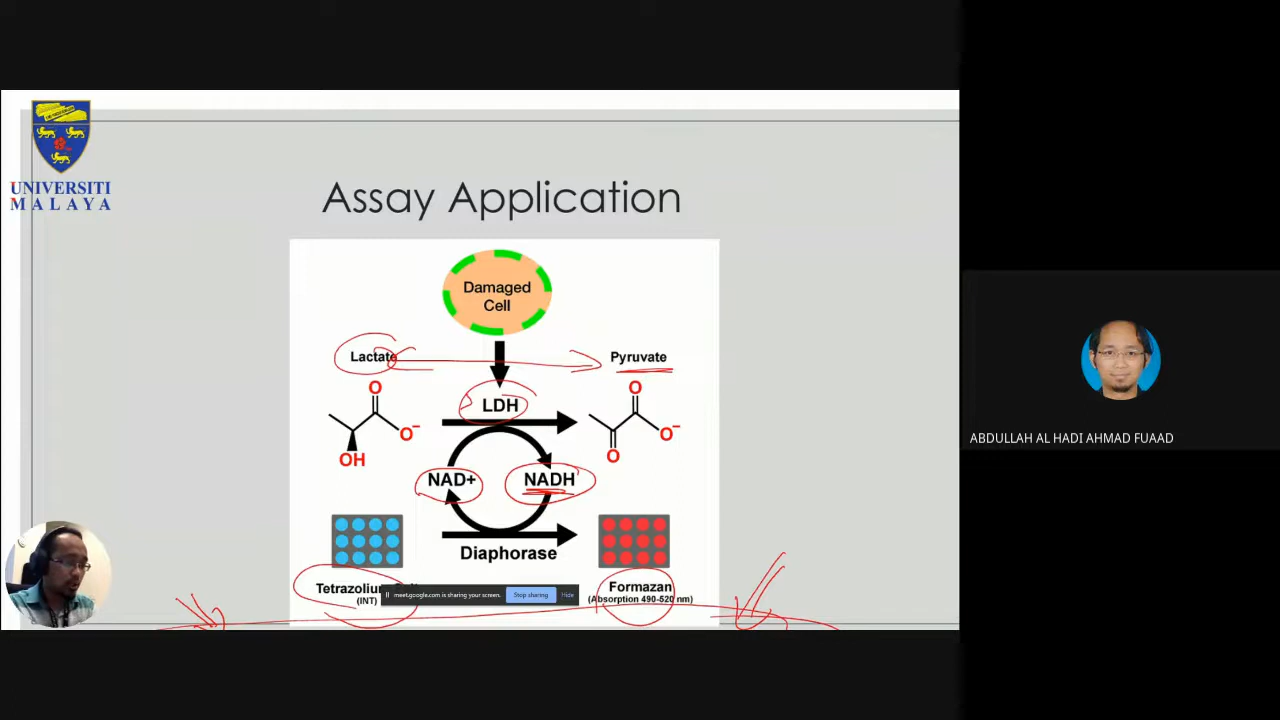 UNIVERSITI
MALAYA
Assay Application
Damaged
Cell
Lactate
Pyruvate
LDH
O
O
O−
O−
OH
O
NAD+
NADH
Diaphorase
Formazan
(INT)
(Absorption 490-520 nm)
meet.google.com is sharing your screen.
Stop sharing
Hide
ABDULLAH AL HADI AHMAD FUAAD